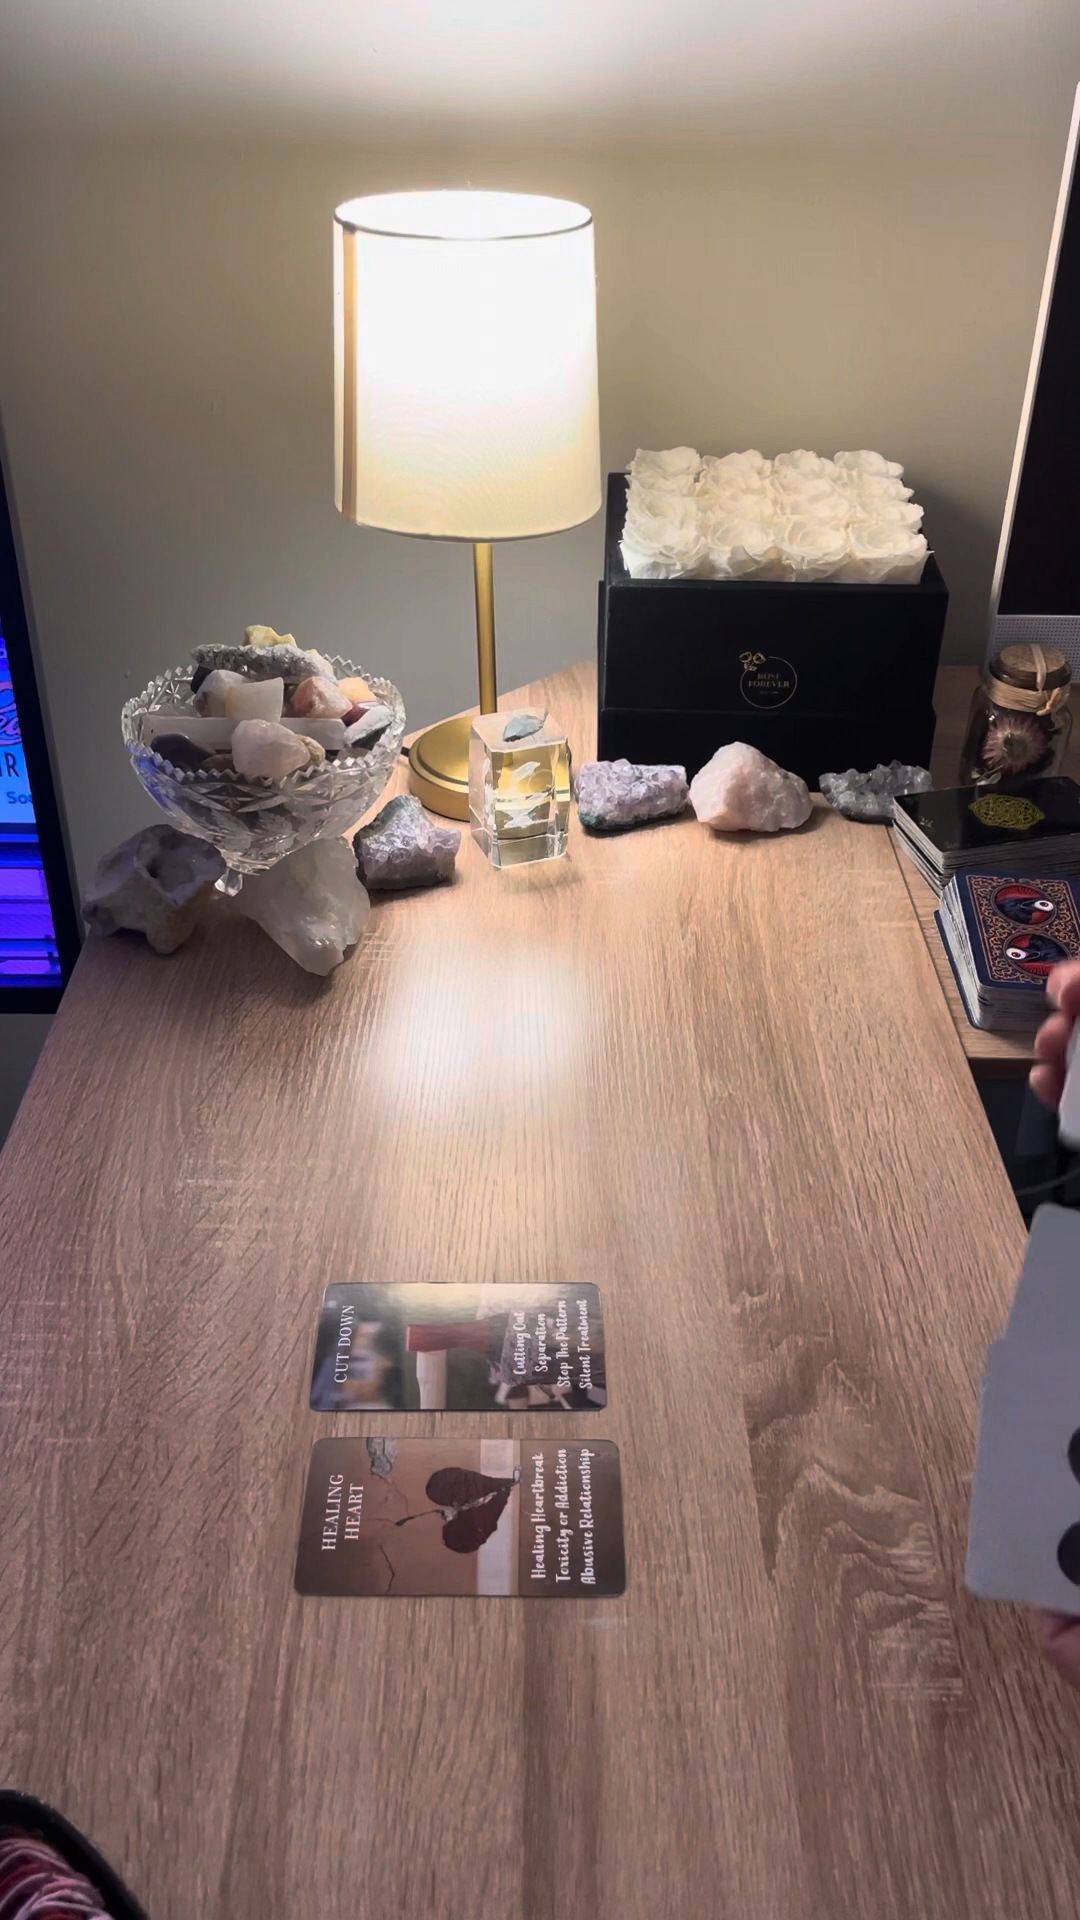 ROSE
FOREVER
CUT DOWN
Cutting Out
Separation
Stop The Pattern
Silent Treatment
HEALING
HEART
Healing Heartbreak
Toxicity or Addiction
Abusive Relationship